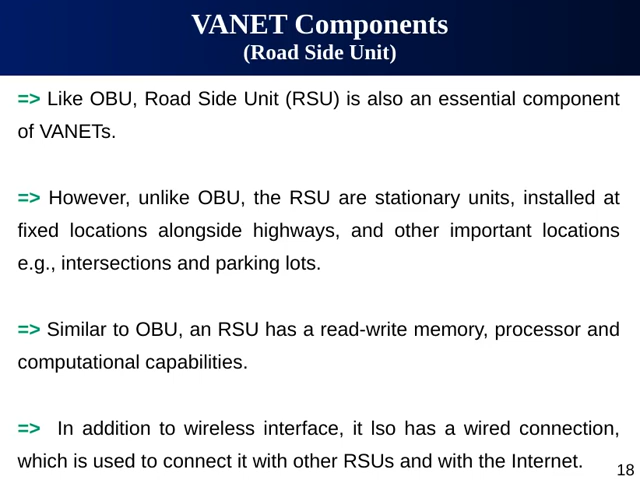 VANET Components
(Road Side Unit)
=> Like OBU, Road Side Unit (RSU) is also an essential component
of VANETs.
=> However, unlike OBU, the RSU are stationary units, installed at
fixed locations alongside highways, and other important locations
e.g., intersections and parking lots.
=> Similar to OBU, an RSU has a read-write memory, processor and
computational capabilities.
=> In addition to wireless interface, it lso has a wired connection,
which is used to connect it with other RSUs and with the Internet.
18